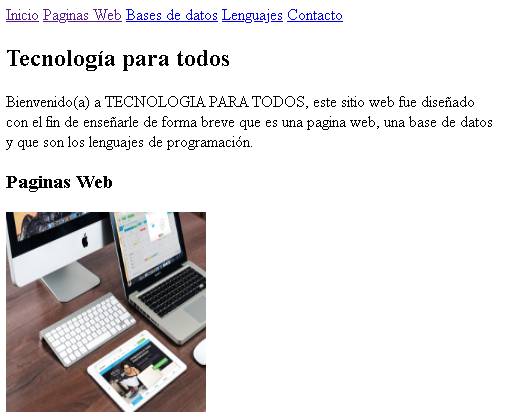 Inicio Paginas Web Bases de datos Lenguajes Contacto
Tecnología para todos
Bienvenido(a) a TECNOLOGIA PARA TODOS, este sitio web fue diseñado
con el fin de enseñarle de forma breve que es una pagina web, una base de datos
y que son los lenguajes de programación.
Paginas Web